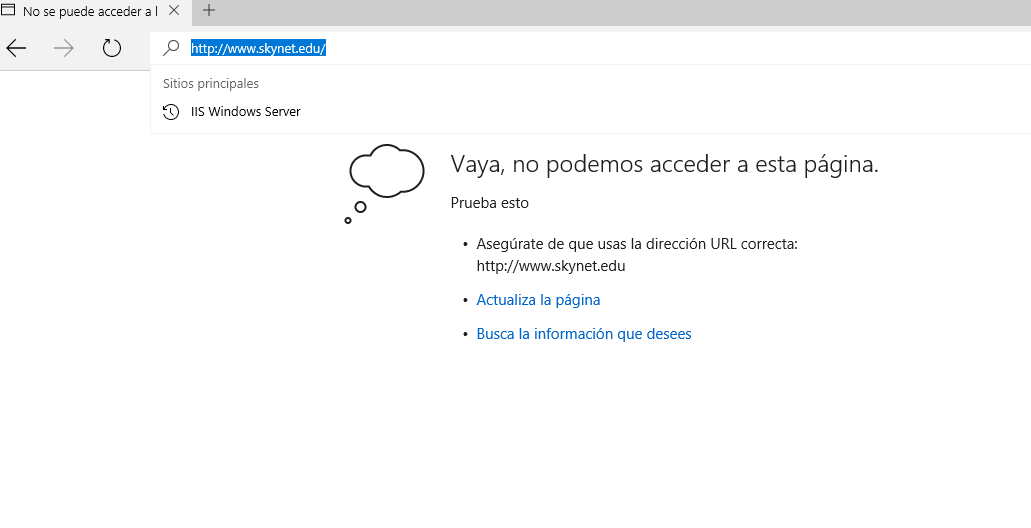 No se puede acceder a l
http://www.skynet.edu/
Sitios principales
IIS Windows Server
Vaya, no podemos acceder a esta página.
Prueba esto
• Asegúrate de que usas la dirección URL correcta:
http://www.skynet.edu
• Actualiza la página
• Busca la información que desees